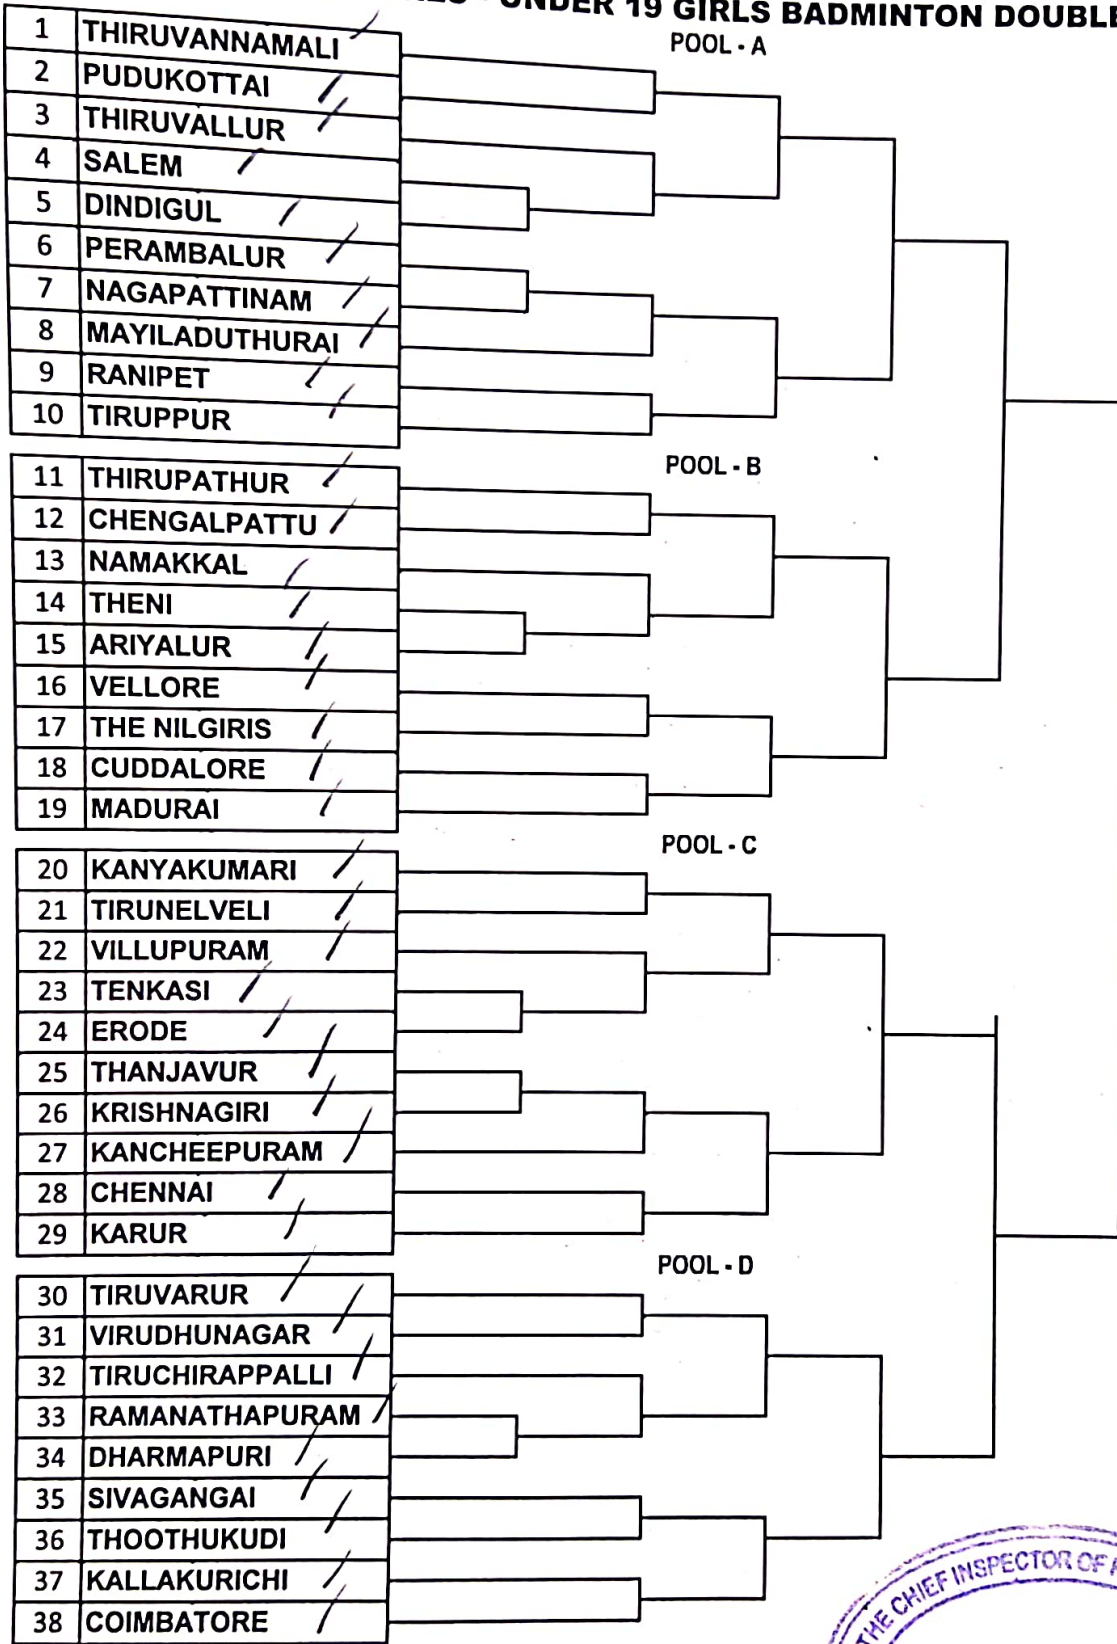 UNDER 19 GIRLS BADMINTON DOUBLE
POOL - A
1 THIRUVANNAMALI
2 PUDUKOTTAI
3 THIRUVALLUR
4 SALEM
5 DINDIGUL
6 PERAMBALUR
7 NAGAPATTINAM
8 MAYILADUTHURAI
9 RANIPET
10 TIRUPPUR
POOL - B
11 THIRUPATHUR
12 CHENGALPATTU
13 NAMAKKAL
14 THENI
15 ARIYALUR
16 VELLORE
17 THE NILGIRIS
18 CUDDALORE
19 MADURAI
POOL - C
20 KANYAKUMARI
21 TIRUNELVELI
22 VILLUPURAM
23 TENKASI
24 ERODE
25 THANJAVUR
26 KRISHNAGIRI
27 KANCHEEPURAM
28 CHENNAI
29 KARUR
POOL - D
30 TIRUVARUR
31 VIRUDHUNAGAR
32 TIRUCHIRAPPALLI
33 RAMANATHAPURAM
34 DHARMAPURI
35 SIVAGANGAI
36 THOOTHUKUDI
37 KALLAKURICHI
38 COIMBATORE
THE CHIEF INSPECTOR OF